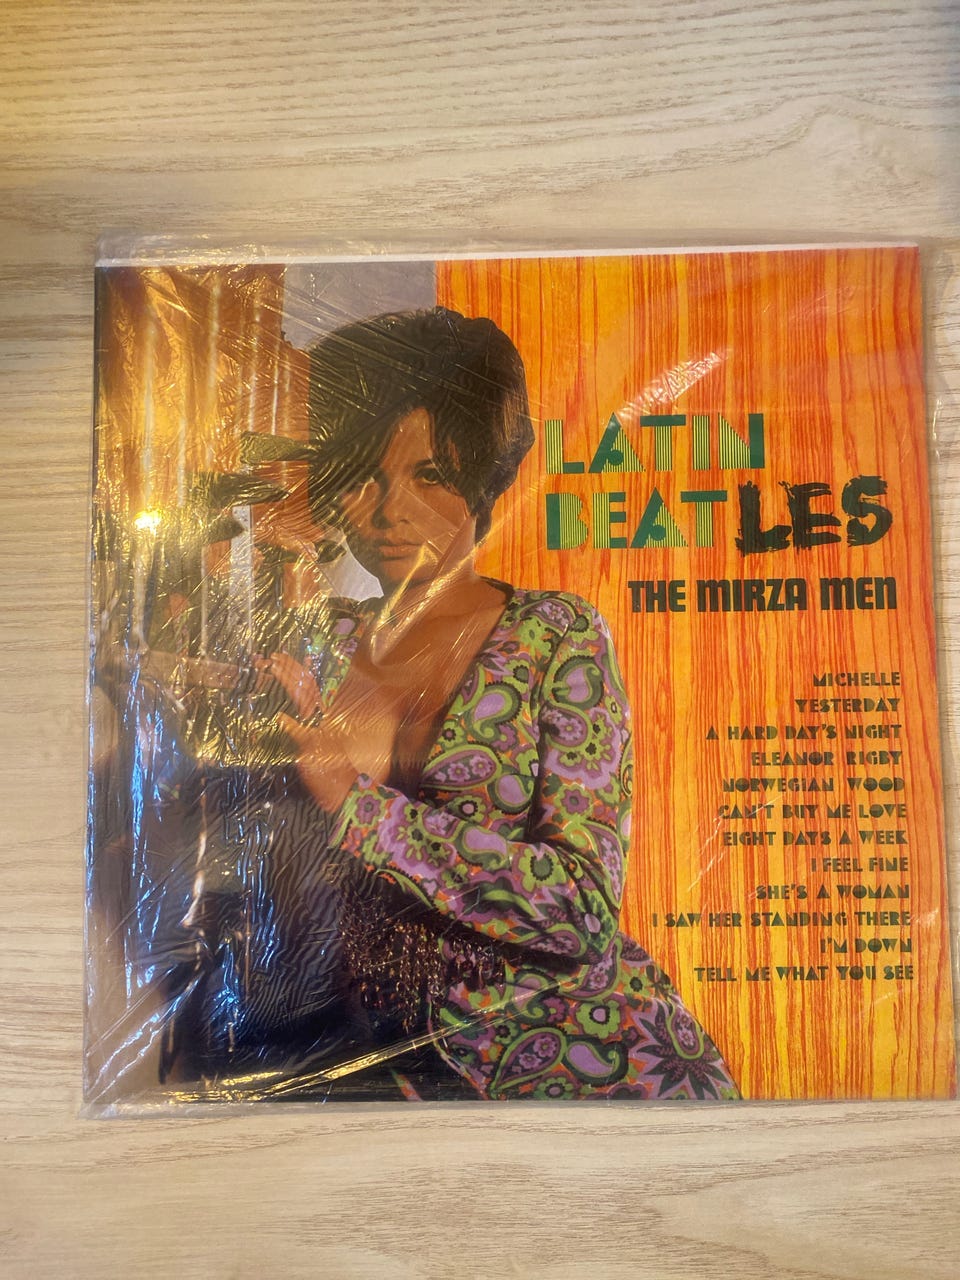 LATIN
BEATLES
THE MIRZA MEN
MICHELLE
YESTERDAY
A HARD DAY'S NIGHT
ELEANOR RIGBY
NORWEGIAN WOOD
CAN'T BUY ME LOVE
EIGHT DAYS A WEEK
I FEEL FINE
SHE'S A WOMAN
I SAW HER STANDING THERE
I'M DOWN
TELL ME WHAT YOU SEE